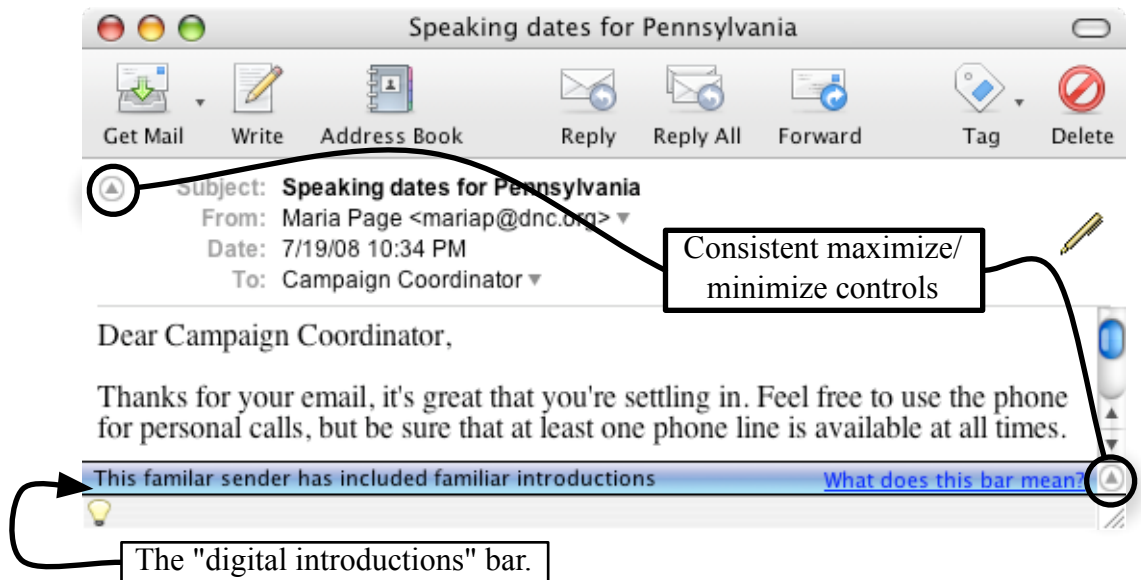 Speaking dates for Pennsylvania
Get Mail Write Address Book Reply Reply All Forward Tag Delete
Subject: Speaking dates for Pennsylvania
From: Maria Page <mariap@dnc.org>
Date: 7/19/08 10:34 PM
To: Campaign Coordinator
Consistent maximize/
minimize controls
Dear Campaign Coordinator,
Thanks for your email, it's great that you're settling in. Feel free to use the phone
for personal calls, but be sure that at least one phone line is available at all times.
This familar sender has included familiar introductions What does this bar mean?
The "digital introductions" bar.